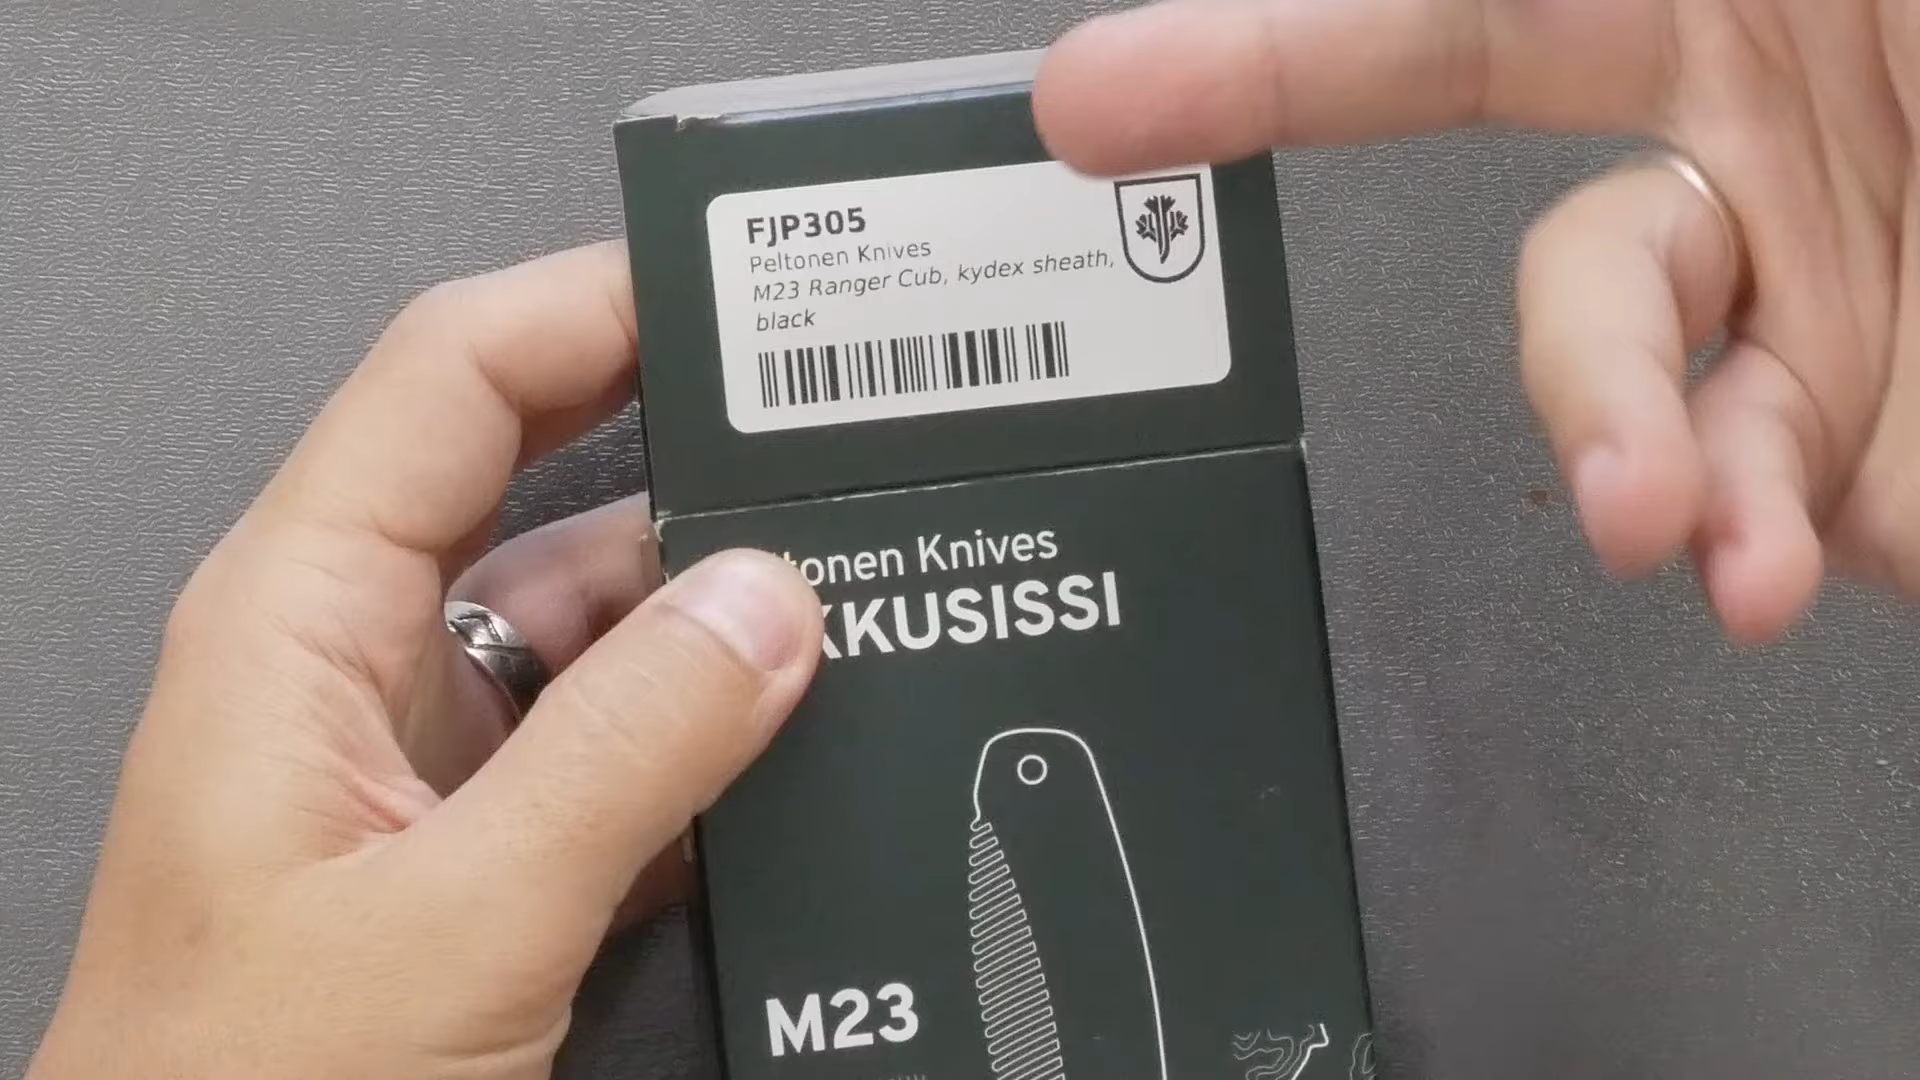 FJP305
Peltonen Knives
M23 Ranger Cub, kydex sheath,
black
tonen Knives
KKUSISSI
M23